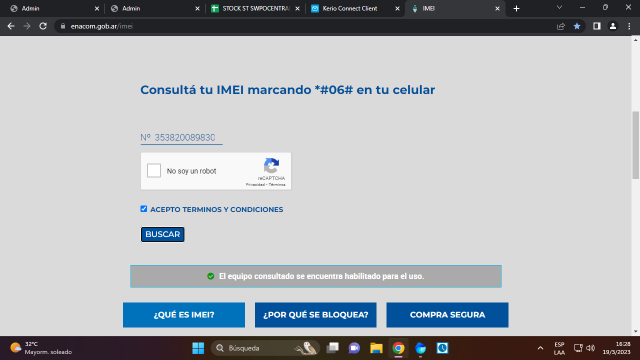 Admin
Admin
STOCK ST SWPOCENTRA
Kerio Connect Client
IMEI
enacom.gob.ar/imei
Consultá tu IMEI marcando *#06# en tu celular
Nº 353820089830
No soy un robot
reCAPTCHA
Privacidad - Términos
ACEPTO TERMINOS Y CONDICIONES
BUSCAR
El equipo consultado se encuentra habilitado para el uso.
¿QUÉ ES IMEI? ¿POR QUÉ SE BLOQUEA? COMPRA SEGURA
32°C
Mayorm. soleado
Búsqueda
ESP
LAA
16:28
19/3/2023